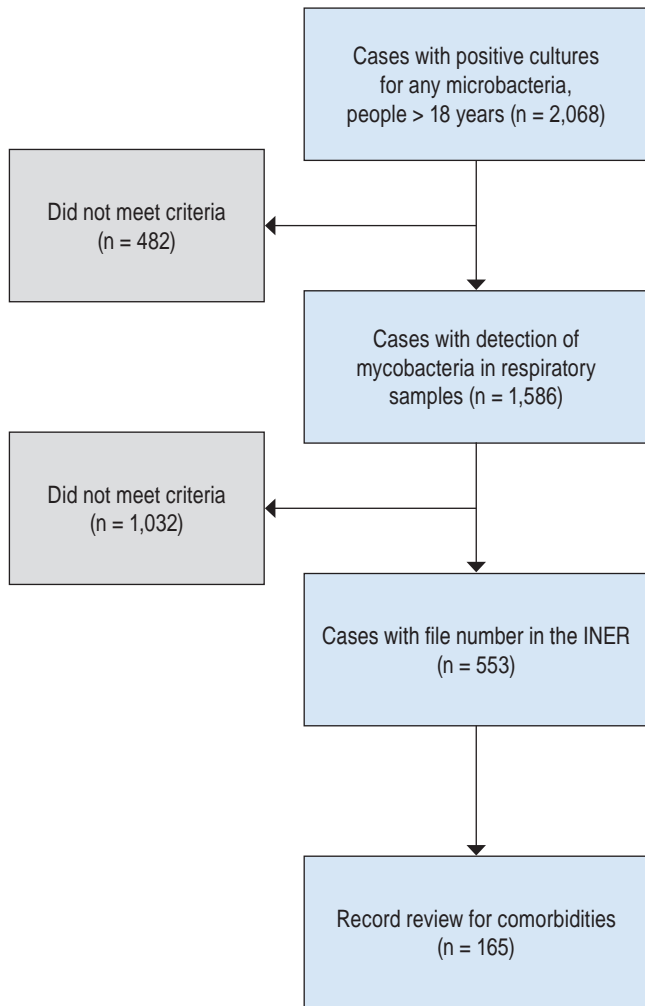 Cases with positive cultures
for any microbacteria,
people > 18 years (n = 2,068)
Did not meet criteria
(n = 482)
Cases with detection of
mycobacteria in respiratory
samples (n = 1,586)
Did not meet criteria
(n = 1,032)
Cases with file number in the INER
(n = 553)
Record review for comorbidities
(n = 165)